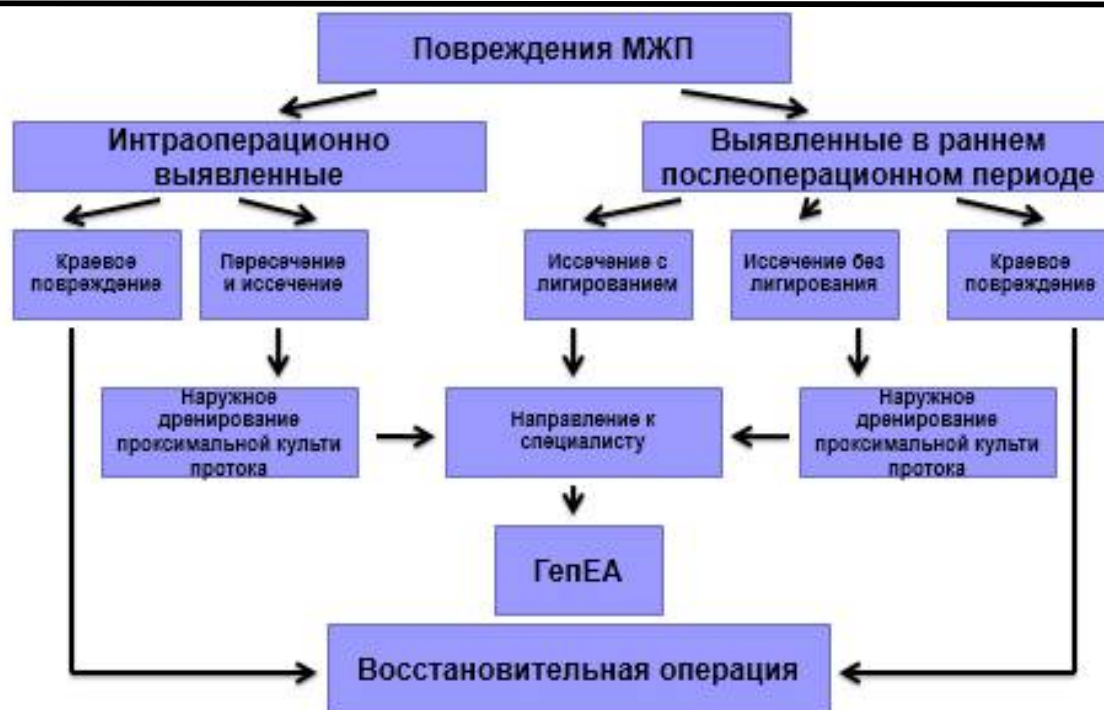 Повреждения МЖП
Интраоперационно
выявленные
Выявленные в раннем
послеоперационном периоде
Краевое
повреждение
Пересечение
и иссечение
Иссечение с
лигированием
Иссечение без
лигирования
Краевое
повреждение
Наружное
дренирование
проксимальной культи
протока
Направление к
специалисту
Наружное
дренирование
проксимальной культи
протока
ГепЕА
Восстановительная операция